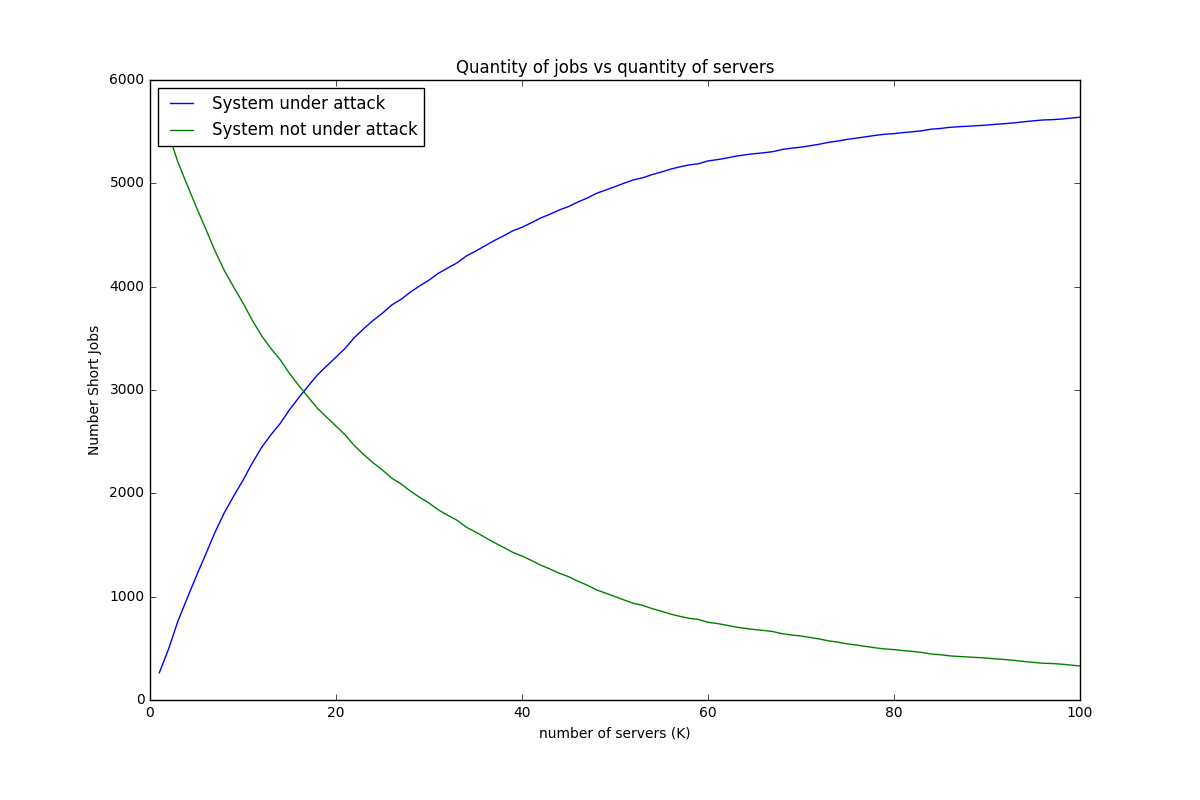 Quantity of jobs vs quantity of servers
6000
System under attack
System not under attack
5000
4000
3000
2000
1000
0
Number Short Jobs
0 20 40 60 80 100
number of servers (K)